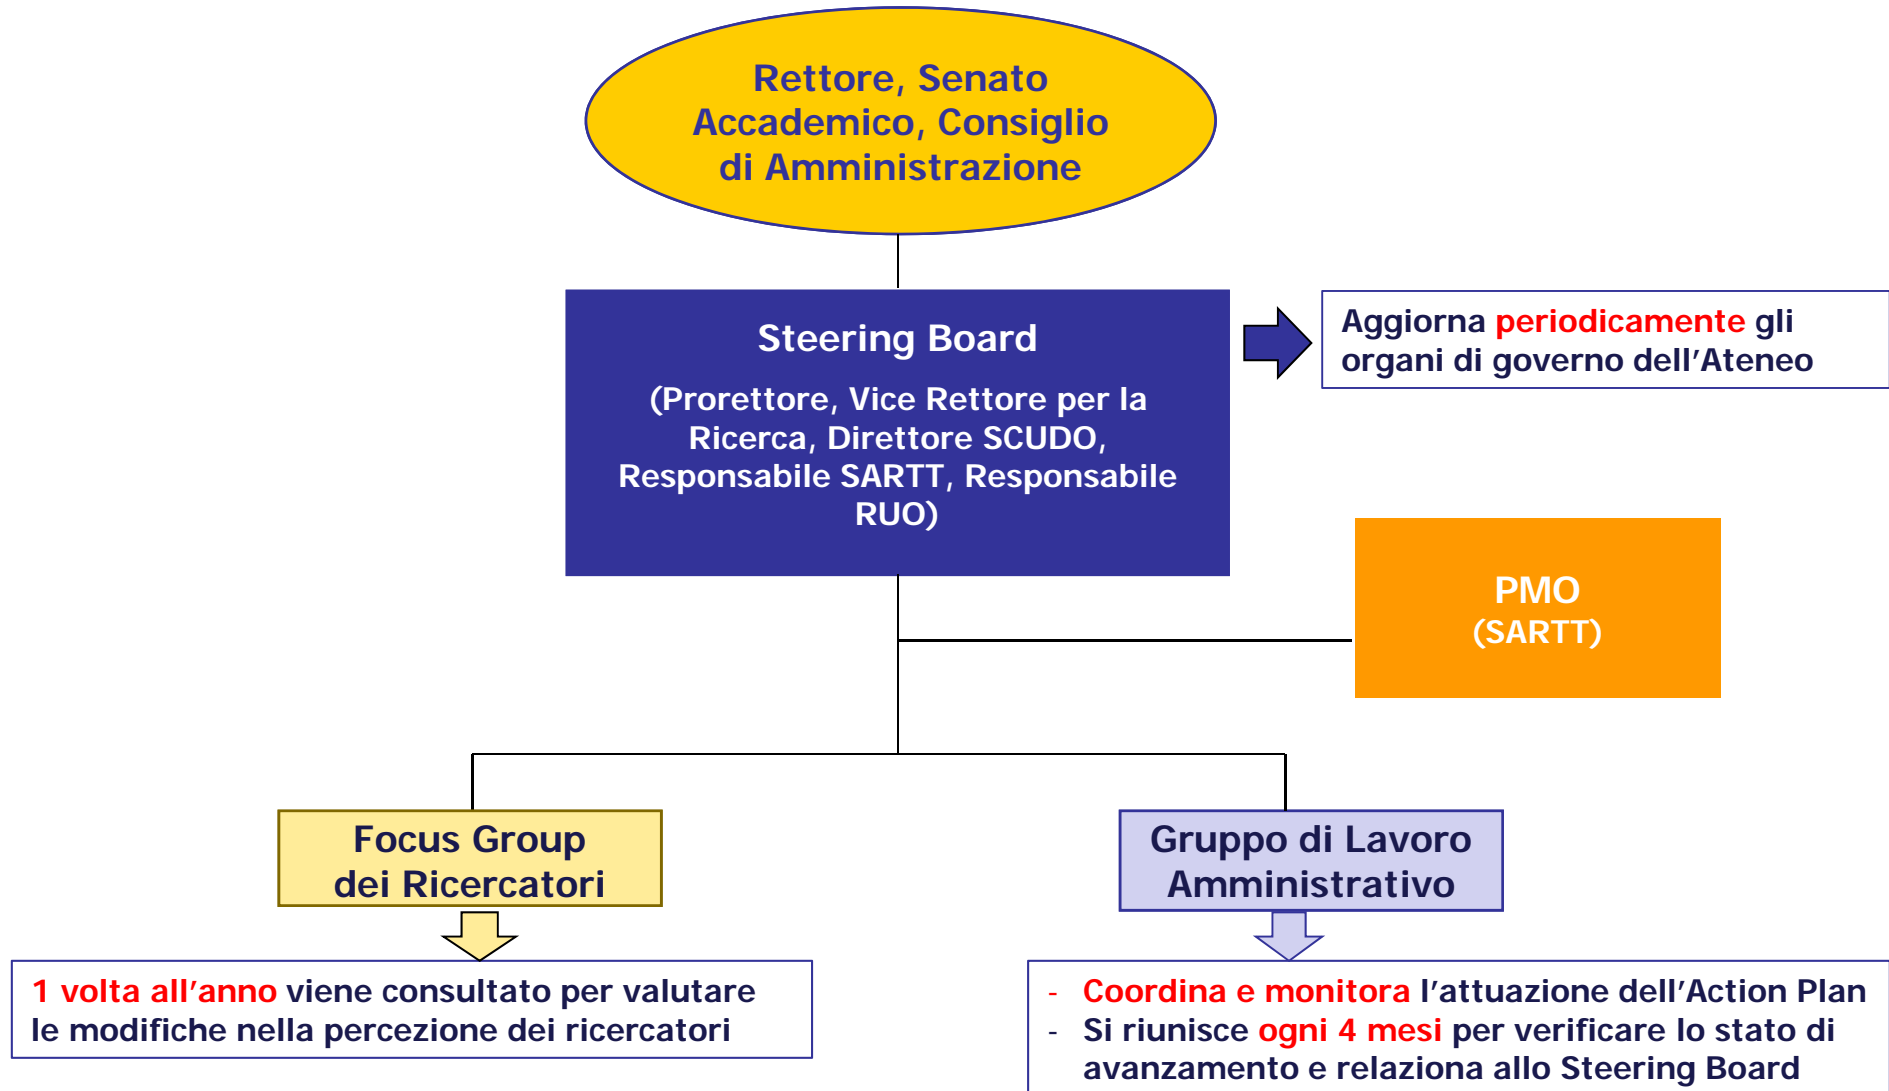 Rettore, Senato
Accademico, Consiglio
di Amministrazione
Steering Board
(Prorettore, Vice Rettore per la
Ricerca, Direttore SCUDO,
Responsabile SARTT, Responsabile
RUO)
Aggiorna periodicamente gli
organi di governo dell'Ateneo
PMO
(SARTT)
Focus Group
dei Ricercatori
Gruppo di Lavoro
Amministrativo
1 volta all'anno viene consultato per valutare
le modifiche nella percezione dei ricercatori
- Coordina e monitora l'attuazione dell'Action Plan
- Si riunisce ogni 4 mesi per verificare lo stato di
avanzamento e relaziona allo Steering Board